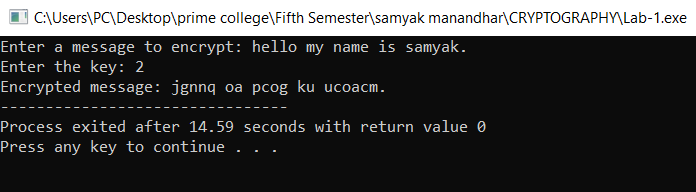 C:\Users\PC\Desktop\prime college\Fifth Semester\samyak manandhar\CRYPTOGRAPHY\Lab-1.exe
Enter a message to encrypt: hello my name is samyak.
Enter the key: 2
Encrypted message: jgnnq oa pcog ku ucoacm.
--------------------------------
Process exited after 14.59 seconds with return value 0
Press any key to continue . . .